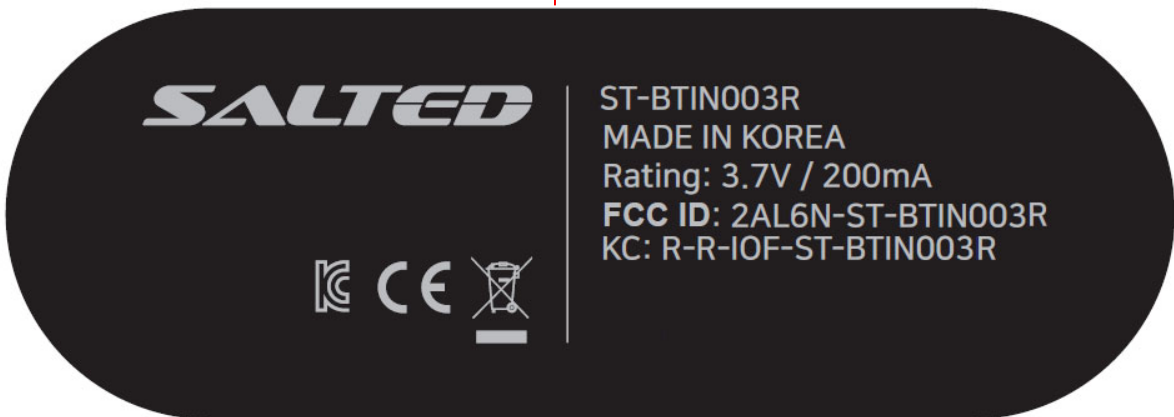 SALTED
ST-BTIN003R
MADE IN KOREA
Rating: 3.7V / 200mA
FCC ID: 2AL6N-ST-BTIN003R
KC: R-R-IOF-ST-BTIN003R
KC CE